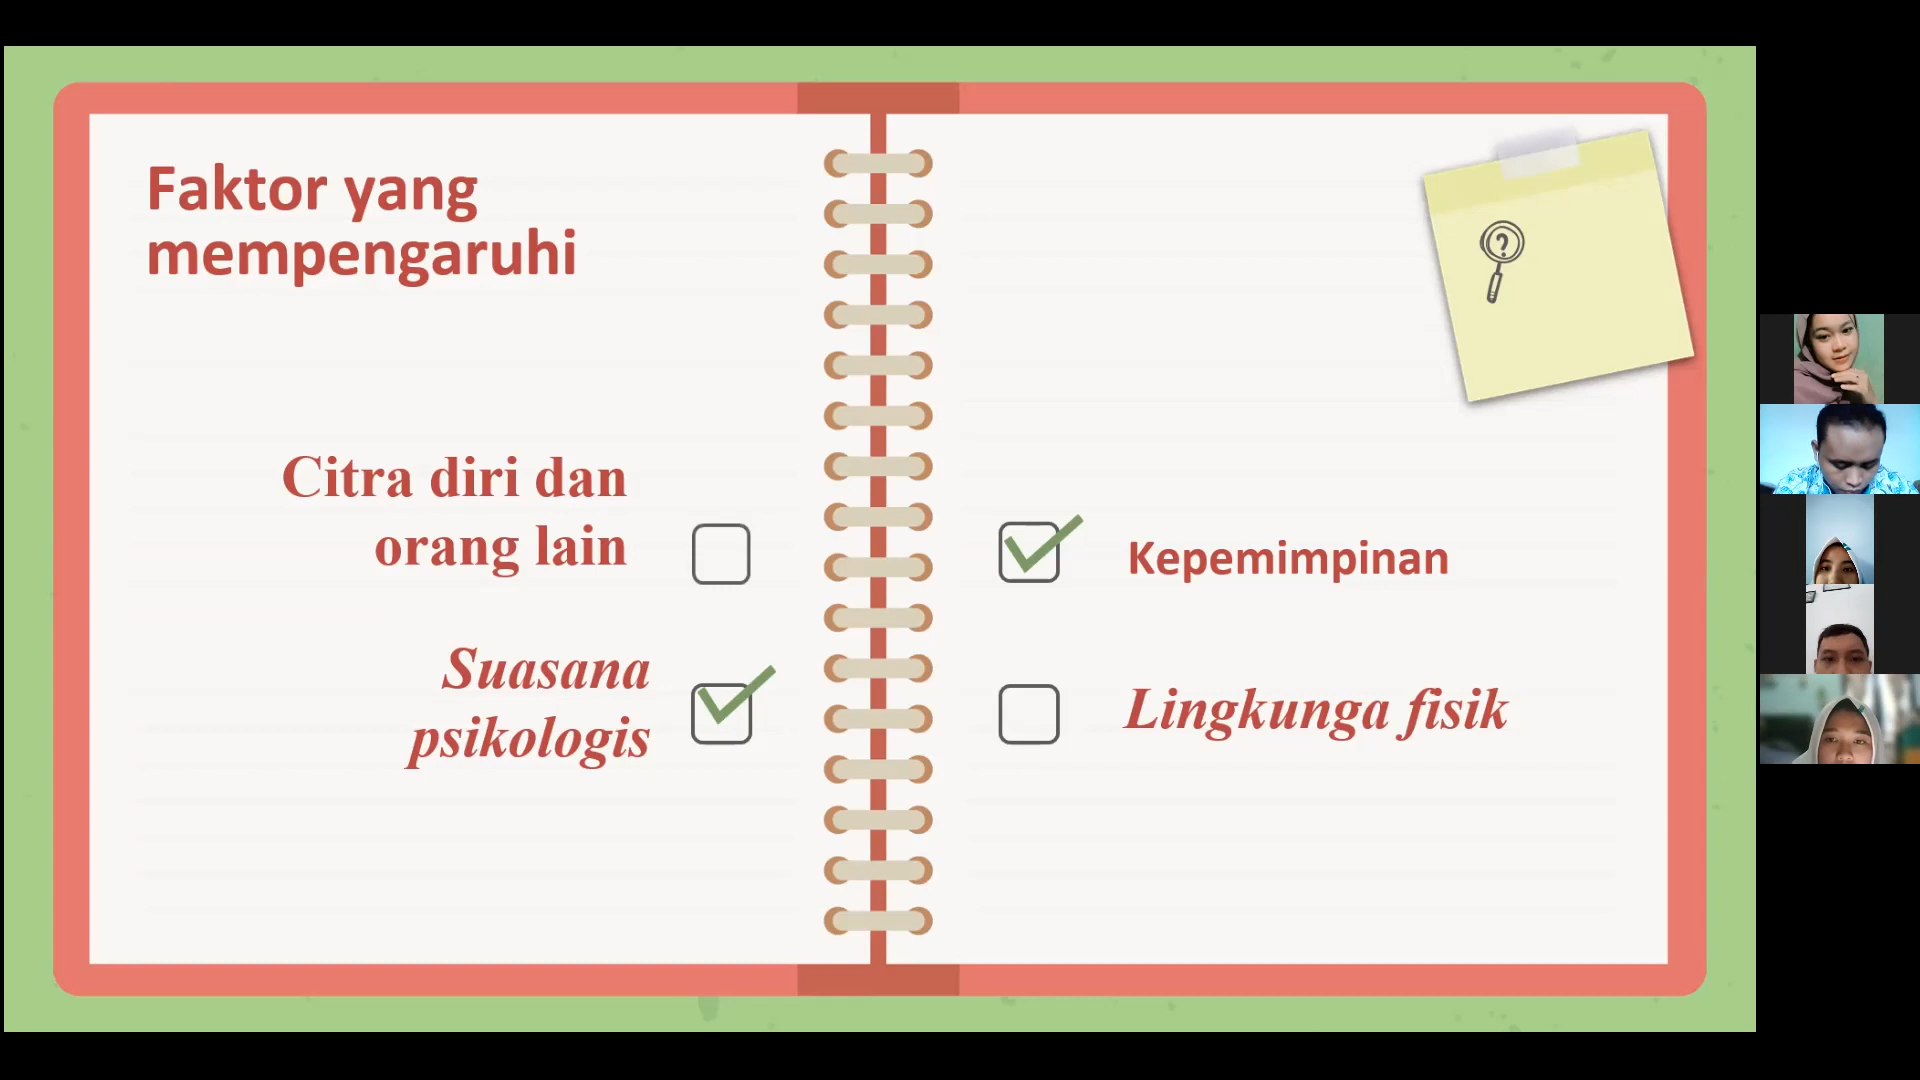 Faktor yang
mempengaruhi
Citra diri dan
orang lain
Suasana
psikologis
?
Kepemimpinan
Lingkunga fisik